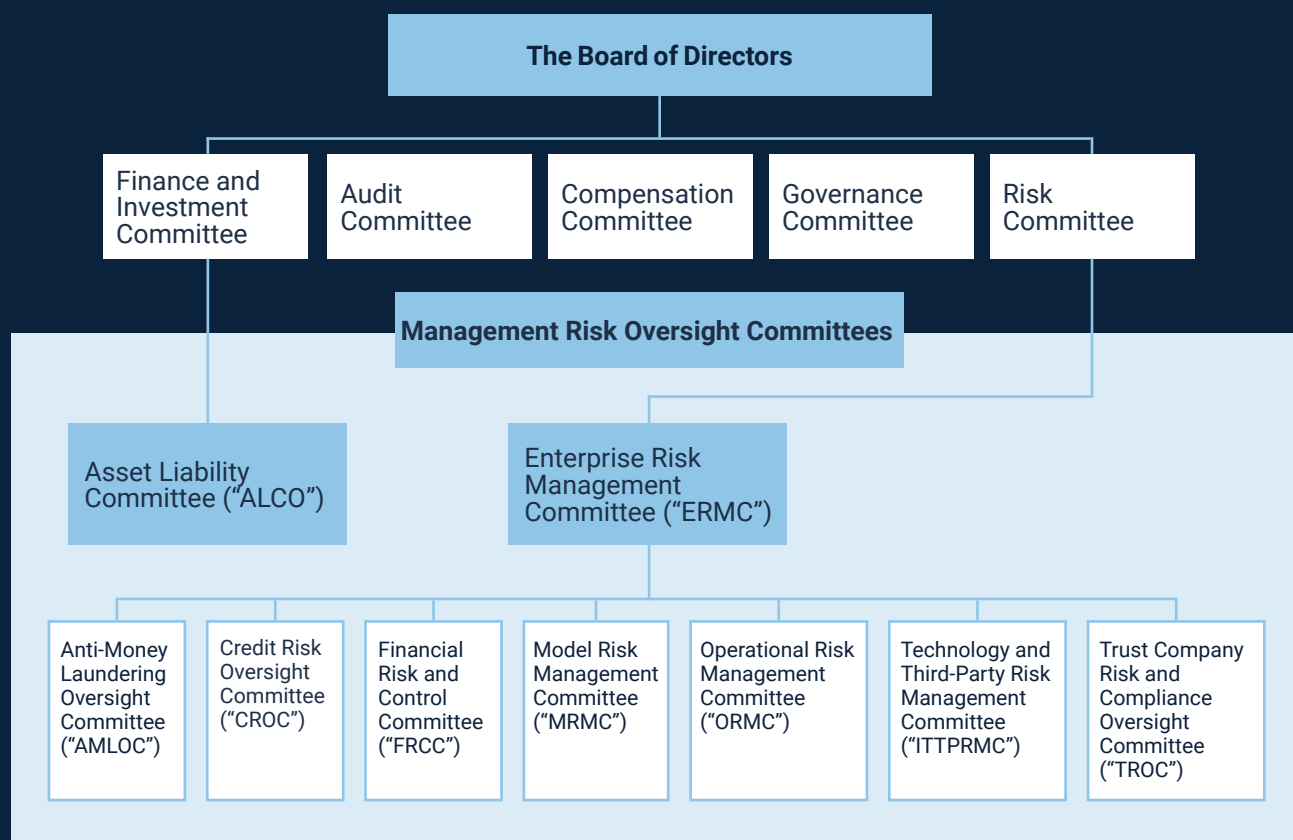 The Board of Directors
Finance and
Investment
Committee
Audit
Committee
Compensation
Committee
Governance
Committee
Risk
Committee
Management Risk Oversight Committees
Asset Liability
Committee (“ALCO”)
Enterprise Risk
Management
Committee (“ERMC”)
Anti-Money
Laundering
Oversight
Committee
(“AMLOC”)
Credit Risk
Oversight
Committee
(“CROC”)
Financial
Risk and
Control
Committee
(“FRCC”)
Model Risk
Management
Committee
(“MRMC”)
Operational Risk
Management
Committee
(“ORMC”)
Technology and
Third-Party Risk
Management
Committee
(“ITTPRMC”)
Trust Company
Risk and
Compliance
Oversight
Committee
(“TROC”)